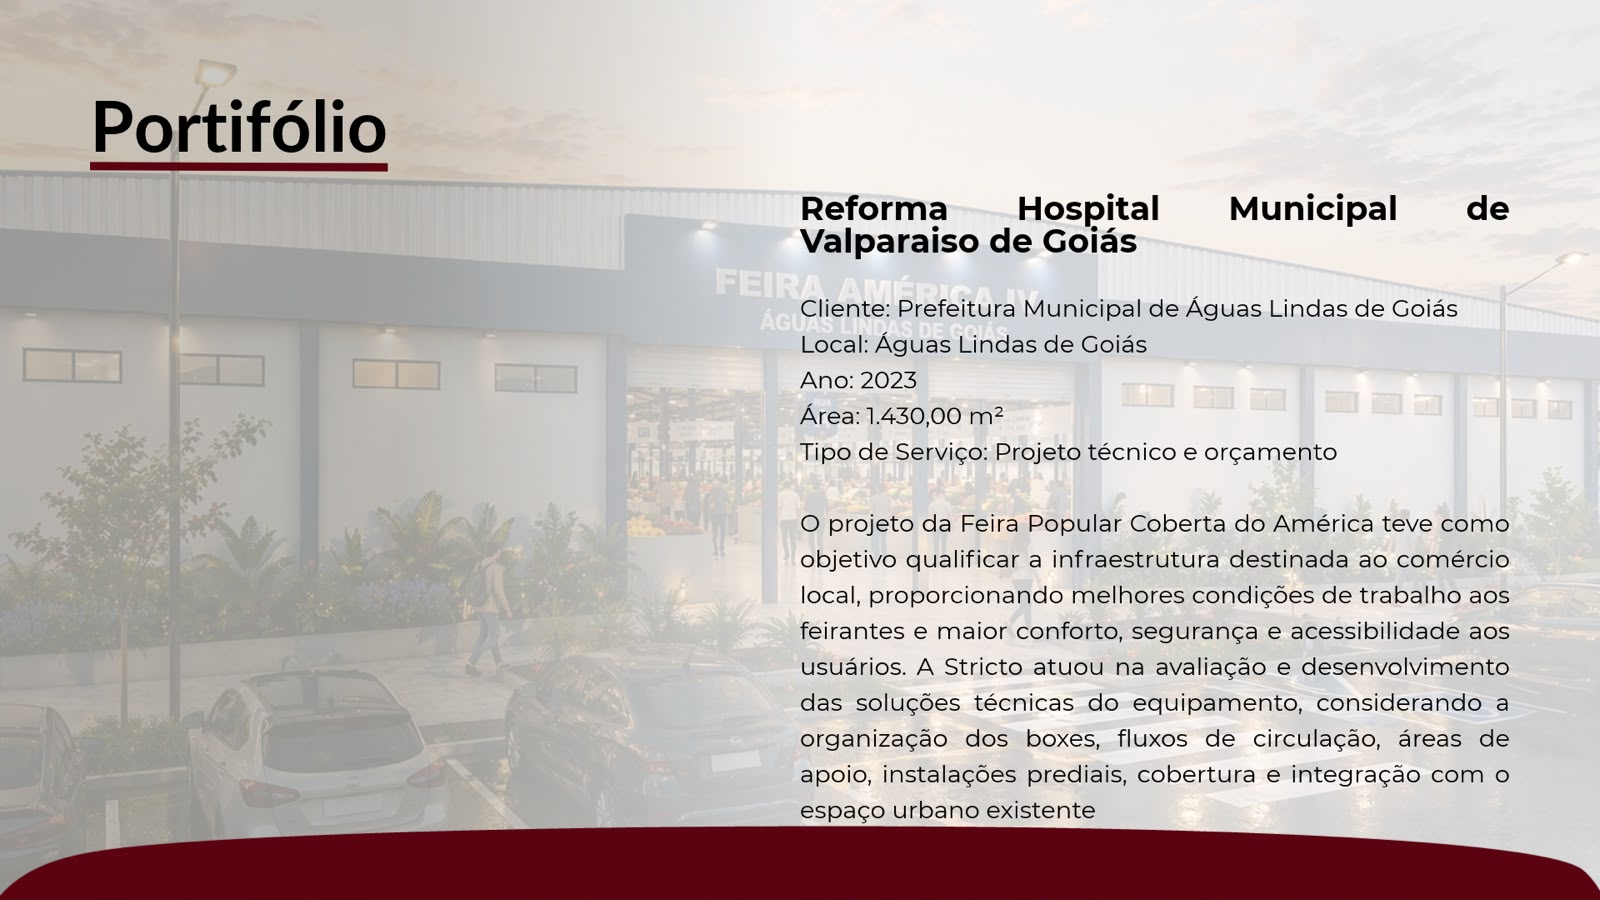 Portifólio
Reforma Hospital Municipal de
Valparaiso de Goiás
FEIRA AMÉRICA IV
ÁGUAS LINDAS DE GOIÁS
Cliente: Prefeitura Municipal de Águas Lindas de Goiás
Local: Águas Lindas de Goiás
Ano: 2023
Área: 1.430,00 m²
Tipo de Serviço: Projeto técnico e orçamento
O projeto da Feira Popular Coberta do América teve como
objetivo qualificar a infraestrutura destinada ao comércio
local, proporcionando melhores condições de trabalho aos
feirantes e maior conforto, segurança e acessibilidade aos
usuários. A Stricto atuou na avaliação e desenvolvimento
das soluções técnicas do equipamento, considerando a
organização dos boxes, fluxos de circulação, áreas de
apoio, instalações prediais, cobertura e integração com o
espaço urbano existente